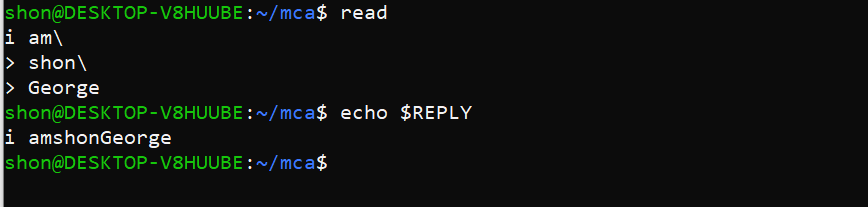 shon@DESKTOP-V8HUUBE:~/mca$ read
i am\
> shon\
> George
shon@DESKTOP-V8HUUBE:~/mca$ echo $REPLY
i amshonGeorge
shon@DESKTOP-V8HUUBE:~/mca$